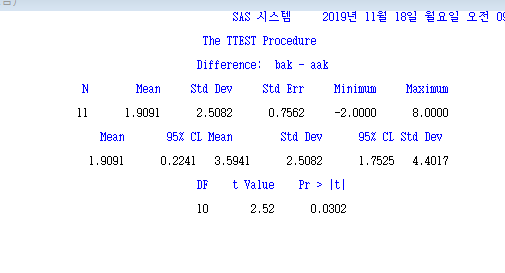 SAS 시스템 2019년 11월 18일 월요일 오전 09
The TTEST Procedure
Difference: bak - aak
N Mean Std Dev Std Err Minimum Maximum
11 1.9091 2.5082 0.7562 -2.0000 8.0000
Mean 95% CL Mean Std Dev 95% CL Std Dev
1.9091 0.2241 3.5941 2.5082 1.7525 4.4017
DF t Value Pr > |t|
10 2.52 0.0302